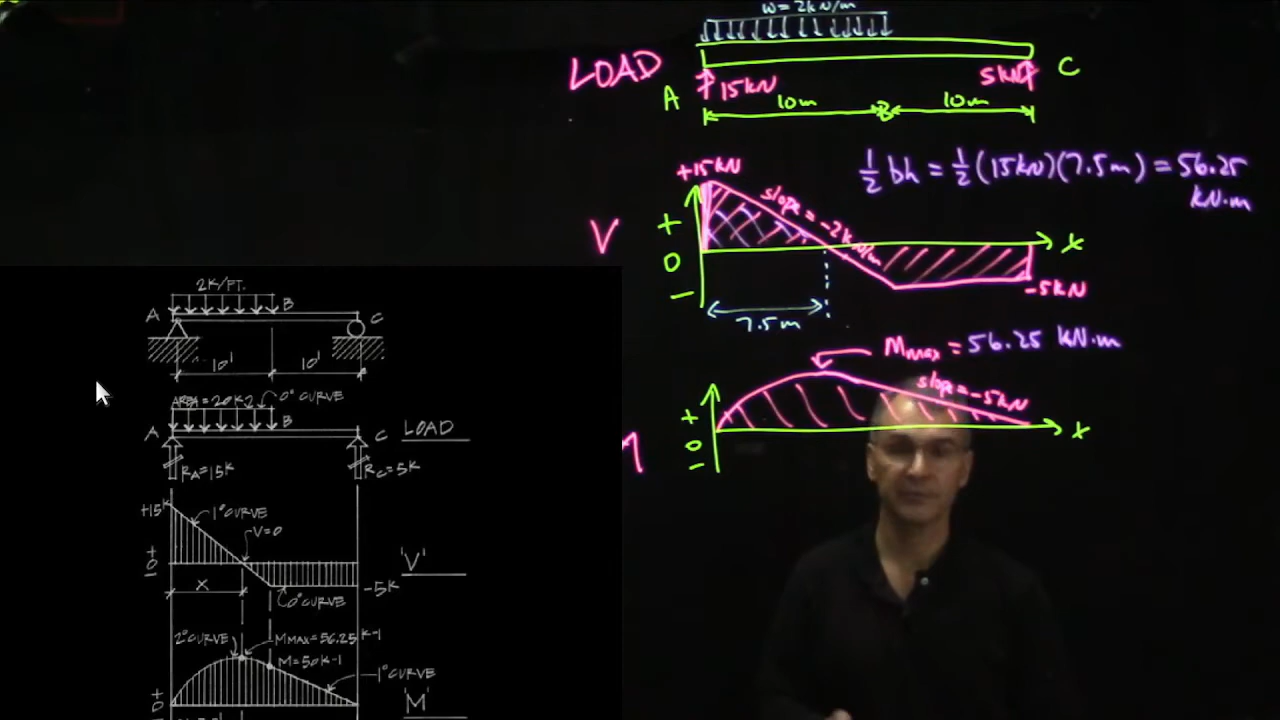 w = 2kN/m
LOAD
15kN
5kN
A
C
10m
B
10m
+15kN
1/2 bh = 1/2 (15kN)(7.5m) = 56.25
kN·m
slope = -2kN/m
V
+
0
-
x
-5kN
7.5m
Mmax = 56.25 kN·m
slope = -5kN
+
0
-
x
2K/FT.
A
B
C
10'
10'
AREA = 20K
0° CURVE
A
B
C
LOAD
RA=15K
RC=5K
+15K
1° CURVE
V=0
+
0
-
'V'
X
-5K
0° CURVE
2° CURVE
MMAX=56.25 K-1
M=50K-1
1° CURVE
+
0
'M'